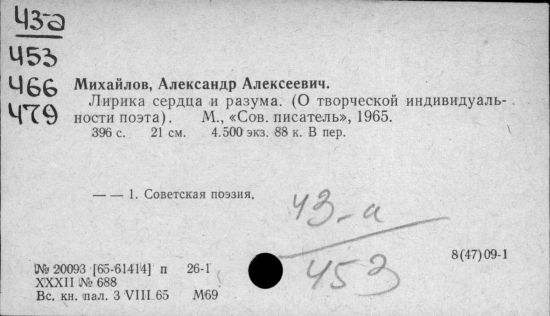 Ч3-а
453
Ч66
Ч79
Михайлов, Александр Алексеевич.
Лирика сердца и разума. (О творческой индивидуаль-
ности поэта). М., «Сов. писатель», 1965.
396 с. 21 см. 4.500 экз. 88 к. В пер.
— — 1. Советская поэзия,
Ч3-а
453
8(47)09-1
№ 20093 [65-61414] п 26-1
XXXII № 688
Вс. кн. пал. 3 VIII 65 М69